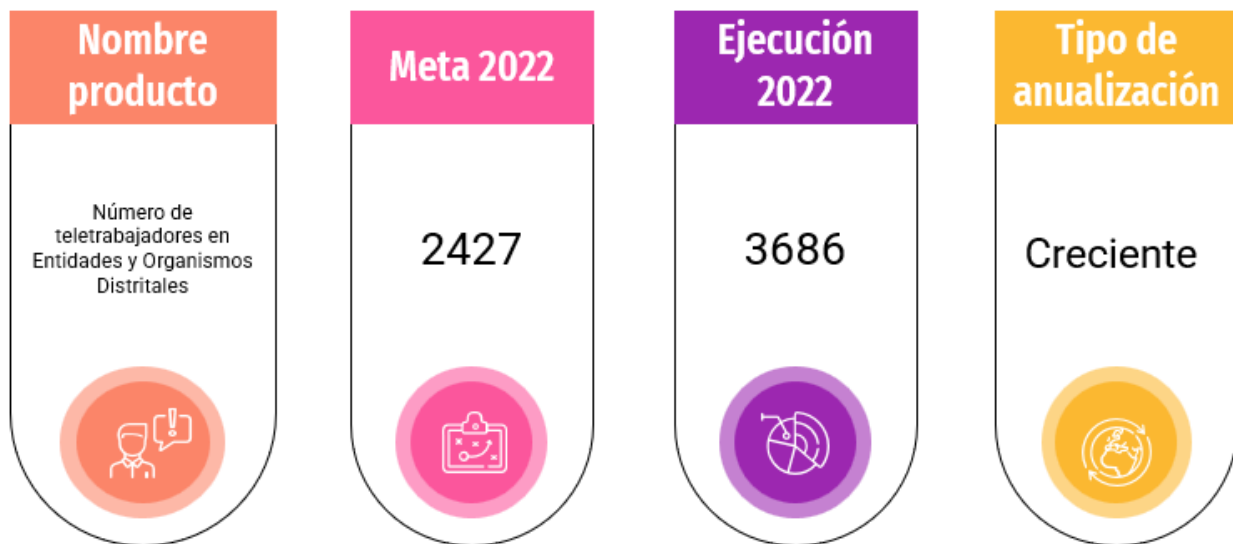 Nombre
producto
Número de
teletrabajadores en
Entidades y Organismos
Distritales
Meta 2022
2427
Ejecución
2022
3686
Tipo de
anualización
Creciente